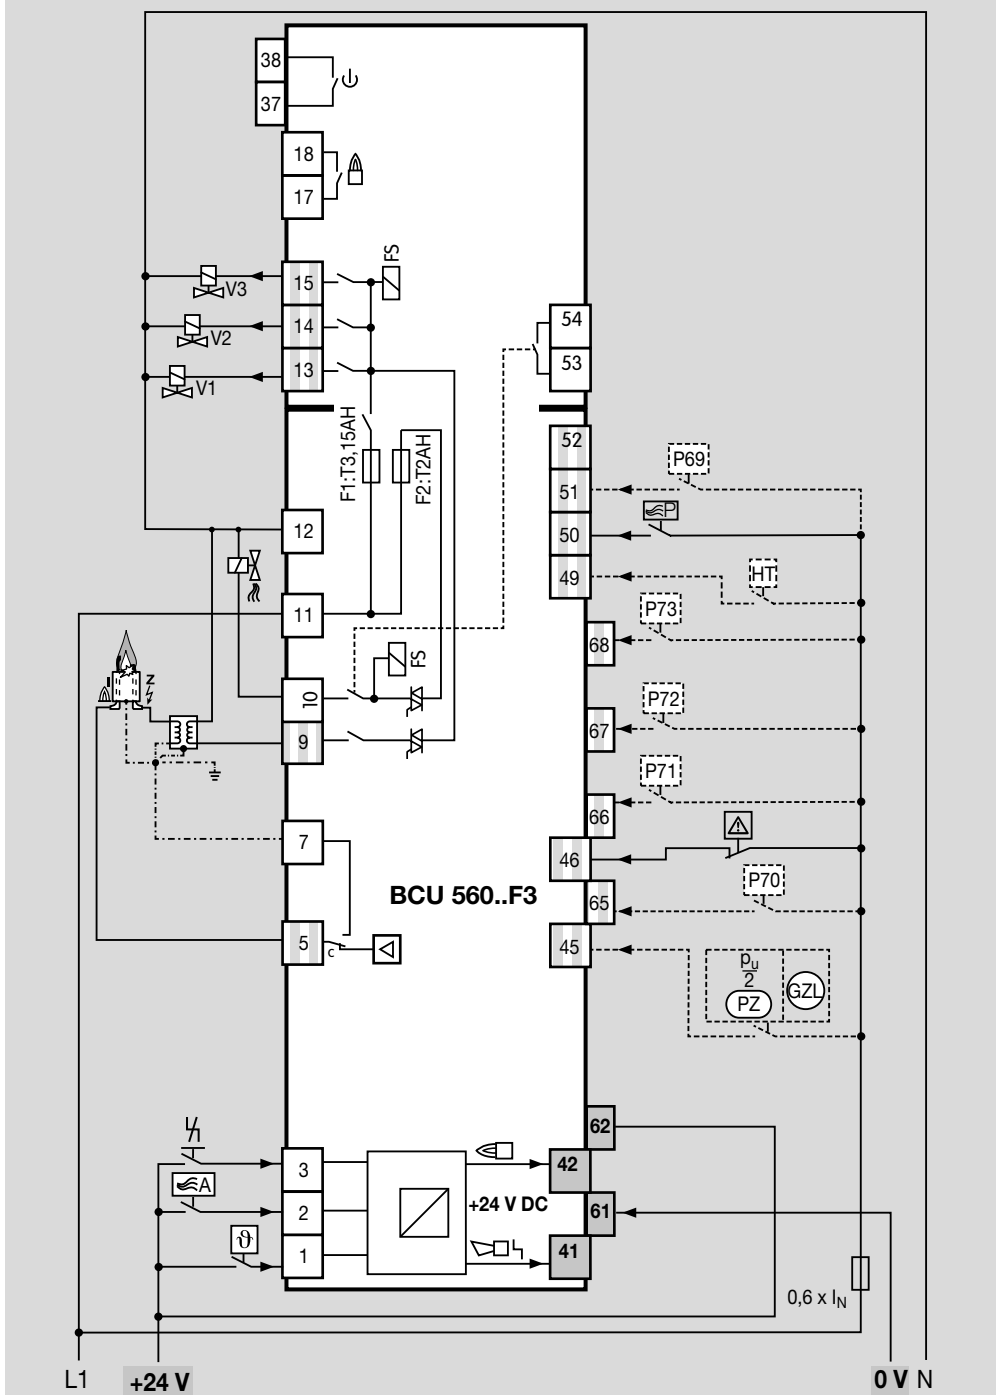 38
37
18
17
15
FS
V3
14
V2
13
V1
54
53
F1:T3,15AH
F2:T2AH
52
P69
51
P
50
12
HT
49
11
P73
68
FS
Z
10
P72
67
9
P71
66
7
46
BCU 560..F3
P70
65
5
c
45
pu
2
PZ
GZL
62
3
42
A
2
+24 V DC
61
ϑ
1
41
0,6 x IN
L1
+24 V
0 V
N